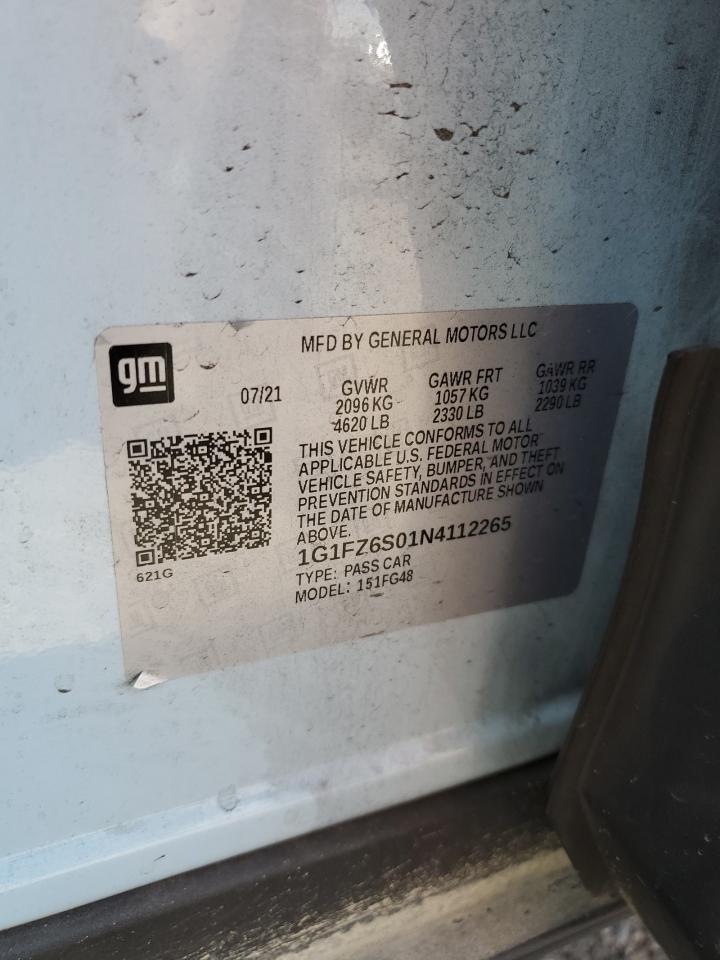 gm
MFD BY GENERAL MOTORS LLC
07/21
GVWR
2096 KG
4620 LB
GAWR FRT
1057 KG
2330 LB
GAWR RR
1039 KG
2290 LB
THIS VEHICLE CONFORMS TO ALL
APPLICABLE U.S. FEDERAL MOTOR
VEHICLE SAFETY, BUMPER, AND THEFT
PREVENTION STANDARDS IN EFFECT ON
THE DATE OF MANUFACTURE SHOWN
ABOVE.
1G1FZ6S01N4112265
TYPE: PASS CAR
MODEL: 151FG48
621G